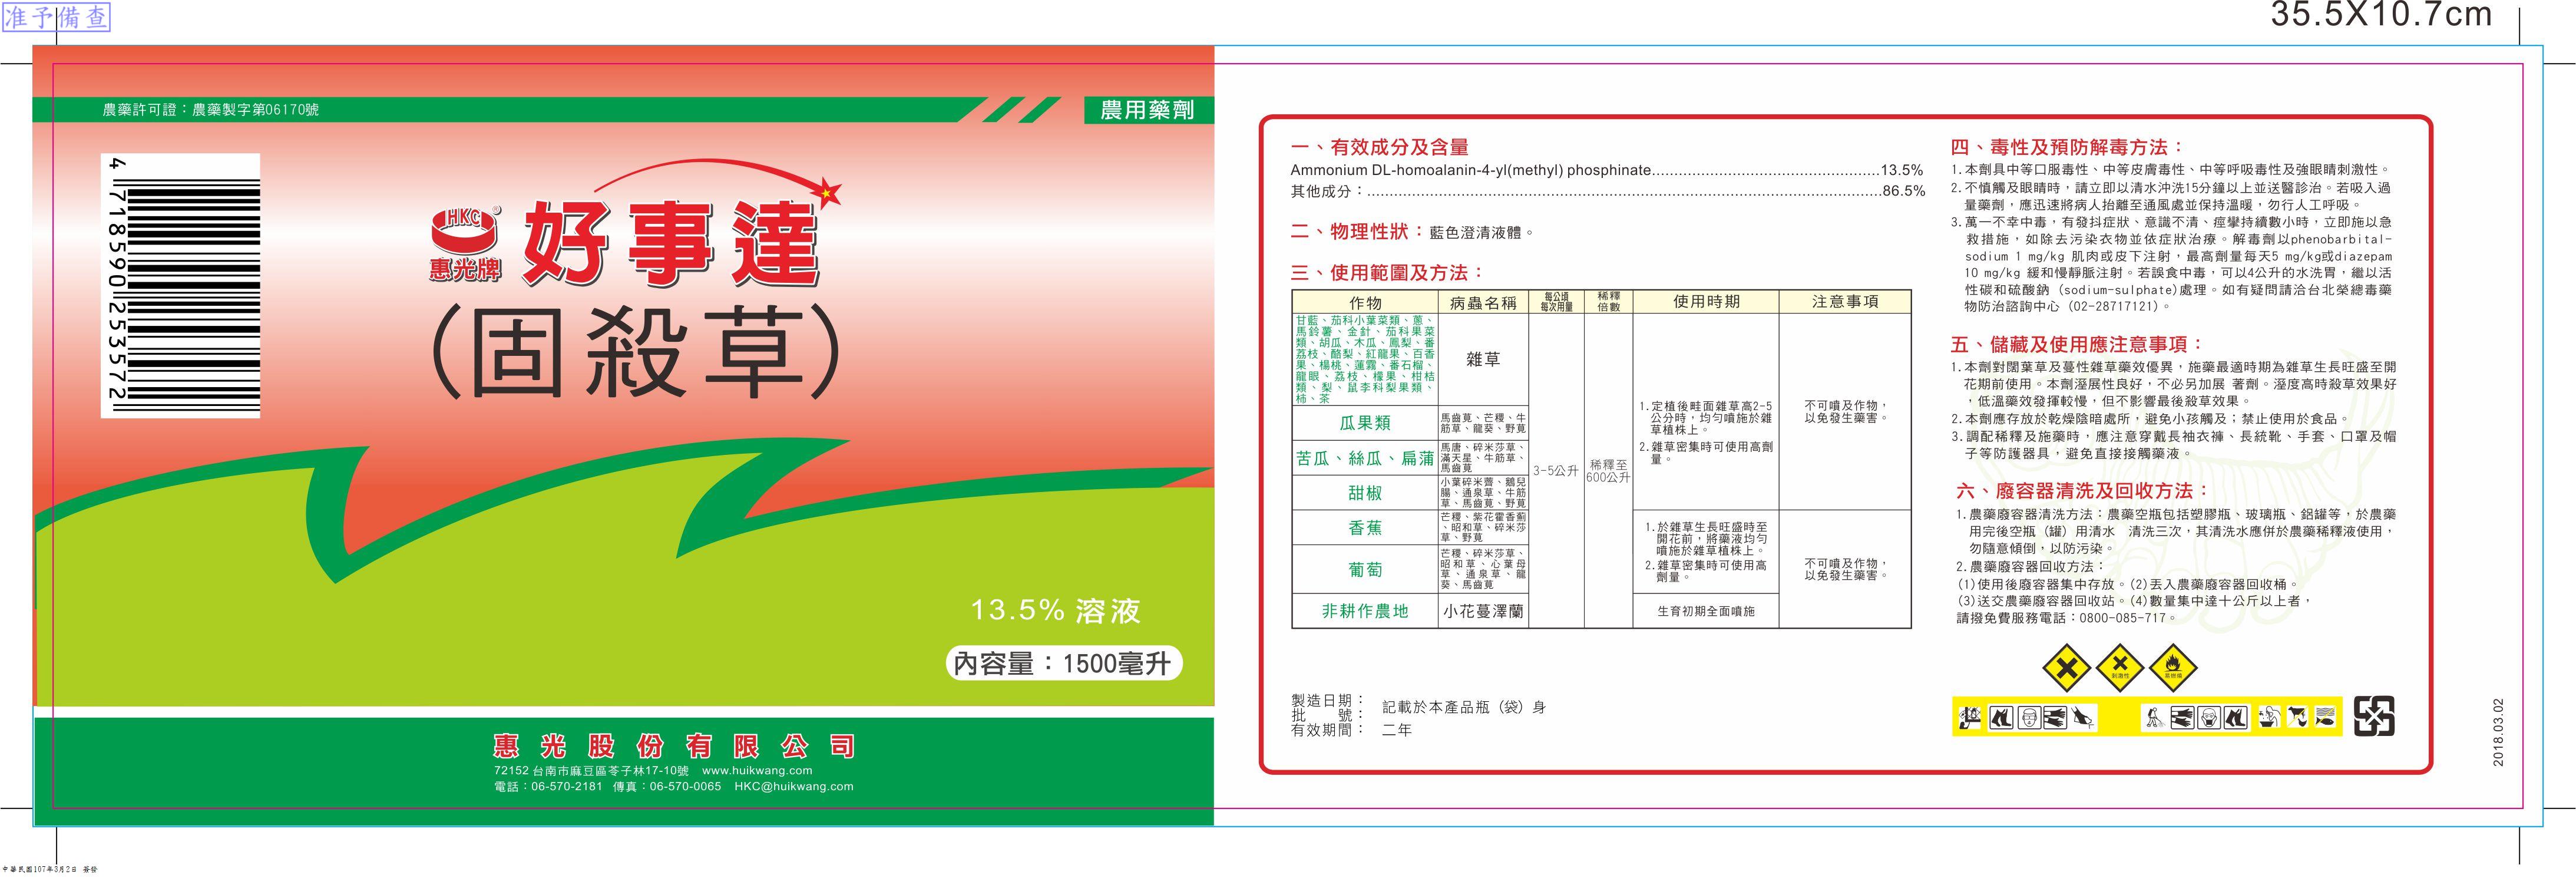 准予備查
35.5X10.7cm
農藥許可證：農藥製字第06170號
農用藥劑
4 718590 253572
HKC
®
惠光牌
好事達
(固殺草)
13.5% 溶液
內容量：1500毫升
惠光股份有限公司
72152 台南市麻豆區苓子林17-10號 www.huikwang.com
電話：06-570-2181 傳真：06-570-0065 HKC@huikwang.com
一、有效成分及含量
Ammonium DL-homoalanin-4-yl(methyl) phosphinate.................................................13.5%
其他成分：.................................................86.5%
二、物理性狀：藍色澄清液體。
三、使用範圍及方法：
作物 病蟲名稱 每公頃每次用量 稀釋倍數 使用時期 注意事項
甘藍、茄科小葉菜類、蔥、
馬鈴薯、金針、茄科果菜
類、胡瓜、木瓜、鳳梨、番
荔枝、酪梨、紅龍果、百香
果、楊桃、蓮霧、番石榴、
龍眼、荔枝、檬果、柑桔
類、梨、鼠李科梨果類、
柿、茶
雜草
瓜果類
馬齒莧、芒稷、牛
筋草、龍葵、野莧
苦瓜、絲瓜、扁蒲
馬唐、碎米莎草、
滿天星、牛筋草、
馬齒莧
甜椒
小葉碎米薺、鵝兒
腸、通泉草、牛筋
草、馬齒莧、野莧
香蕉
芒稷、紫花霍香薊
、昭和草、碎米莎
草、野莧
葡萄
芒稷、碎米莎草、
昭和草、心葉母
草、通泉草、龍
葵、馬齒莧
非耕作農地
小花蔓澤蘭
3-5公升
稀釋至
600公升
1.定植後畦面雜草高2-5
公分時，均勻噴施於雜
草植株上。
2.雜草密集時可使用高劑
量。
不可噴及作物，
以免發生藥害。
1.於雜草生長旺盛時至
開花前，將藥液均勻
噴施於雜草植株上。
2.雜草密集時可使用高
劑量。
不可噴及作物，
以免發生藥害。
生育初期全面噴施
製造日期：
批 號：
記載於本產品瓶（袋）身
有效期間： 二年
四、毒性及預防解毒方法：
1.本劑具中等口服毒性、中等皮膚毒性、中等呼吸毒性及強眼睛刺激性。
2.不慎觸及眼睛時，請立即以清水沖洗15分鐘以上並送醫診治。若吸入過
量藥劑，應迅速將病人抬離至通風處並保持溫暖，勿行人工呼吸。
3.萬一不幸中毒，有發抖症狀、意識不清、痙攣持續數小時，立即施以急
救措施，如除去污染衣物並依症狀治療。解毒劑以phenobarbital-
sodium 1 mg/kg 肌肉或皮下注射，最高劑量每天5 mg/kg或diazepam
10 mg/kg 緩和慢靜脈注射。若誤食中毒，可以4公升的水洗胃，繼以活
性碳和硫酸鈉（sodium-sulphate)處理。如有疑問請洽台北榮總毒藥
物防治諮詢中心（02-28717121)。
五、儲藏及使用應注意事項：
1.本劑對闊葉草及蔓性雜草藥效優異，施藥最適時期為雜草生長旺盛至開
花期前使用。本劑溼展性良好，不必另加展 著劑。溼度高時殺草效果好
，低溫藥效發揮較慢，但不影響最後殺草效果。
2.本劑應存放於乾燥陰暗處所，避免小孩觸及；禁止使用於食品。
3.調配稀釋及施藥時，應注意穿戴長袖衣褲、長統靴、手套、口罩及帽
子等防護器具，避免直接接觸藥液。
六、廢容器清洗及回收方法：
1.農藥廢容器清洗方法：農藥空瓶包括塑膠瓶、玻璃瓶、鋁罐等，於農藥
用完後空瓶（罐）用清水 清洗三次，其清洗水應併於農藥稀釋液使用，
勿隨意傾倒，以防污染。
2.農藥廢容器回收方法：
(1)使用後廢容器集中存放。(2)丟入農藥廢容器回收桶。
(3)送交農藥廢容器回收站。(4)數量集中達十公斤以上者，
請撥免費服務電話：0800-085-717。
刺激性
易燃燒
2018.03.02
中華民國107年3月2日 簽發